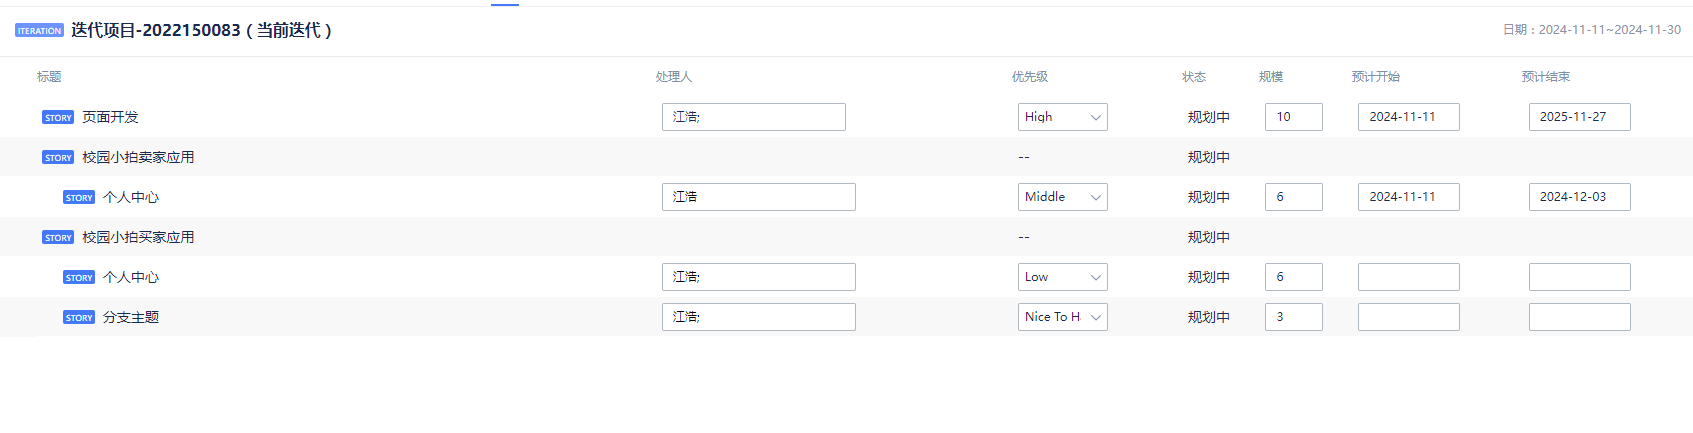 ITERATION 迭代项目-2022150083 ( 当前迭代 ) 日期：2024-11-11~2024-11-30
标题 处理人 优先级 状态 规模 预计开始 预计结束
STORY 页面开发 江浩; High 规划中 10 2024-11-11 2025-11-27
STORY 校园小拍卖家应用 -- 规划中
STORY 个人中心 江浩 Middle 规划中 6 2024-11-11 2024-12-03
STORY 校园小拍买家应用 -- 规划中
STORY 个人中心 江浩; Low 规划中 6
STORY 分支主题 江浩; Nice To H 规划中 3